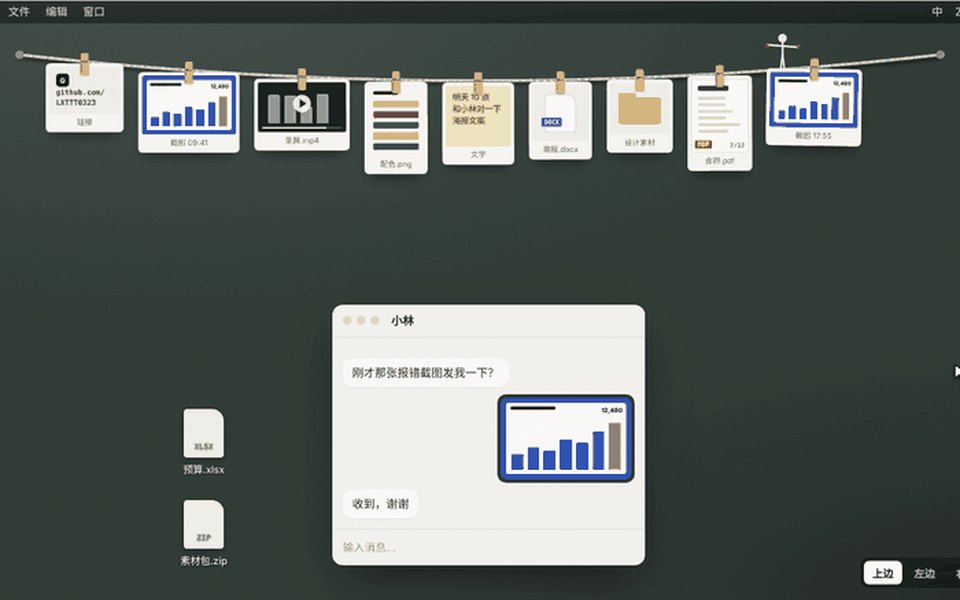 文件 编辑 窗口
中
github.com/
LXTTT0323
链接
12,480
截图 09:41
录屏.mp4
配色.png
明天 10 点
和小林对一下
海报文案
文字
DOCX
海报.docx
设计素材
PDF 2/12
合同.pdf
12,480
截图 17:55
小林
刚才那张报错截图发我一下？
12,480
收到，谢谢
输入消息...
XLSX
预算.xlsx
ZIP
素材包.zip
上边 左边